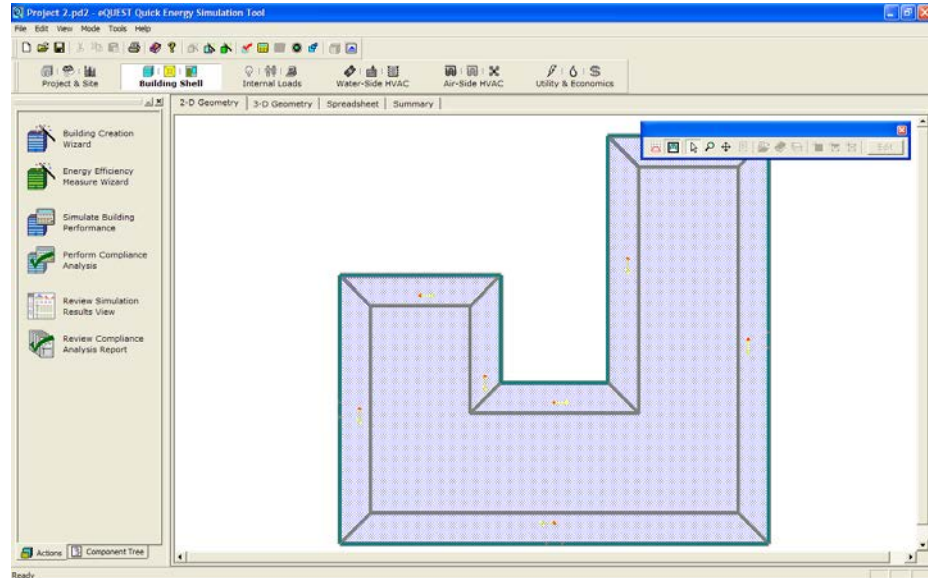 Project 2.pd2 - eQUEST Quick Energy Simulation Tool
File Edit View Mode Tools Help
Project & Site Building Shell Internal Loads Water-Side HVAC Air-Side HVAC Utility & Economics
2-D Geometry 3-D Geometry Spreadsheet Summary
Building Creation
Wizard
Energy Efficiency
Measure Wizard
Simulate Building
Performance
Perform Compliance
Analysis
Review Simulation
Results View
Review Compliance
Analysis Report
Edit
Actions Component Tree
Ready